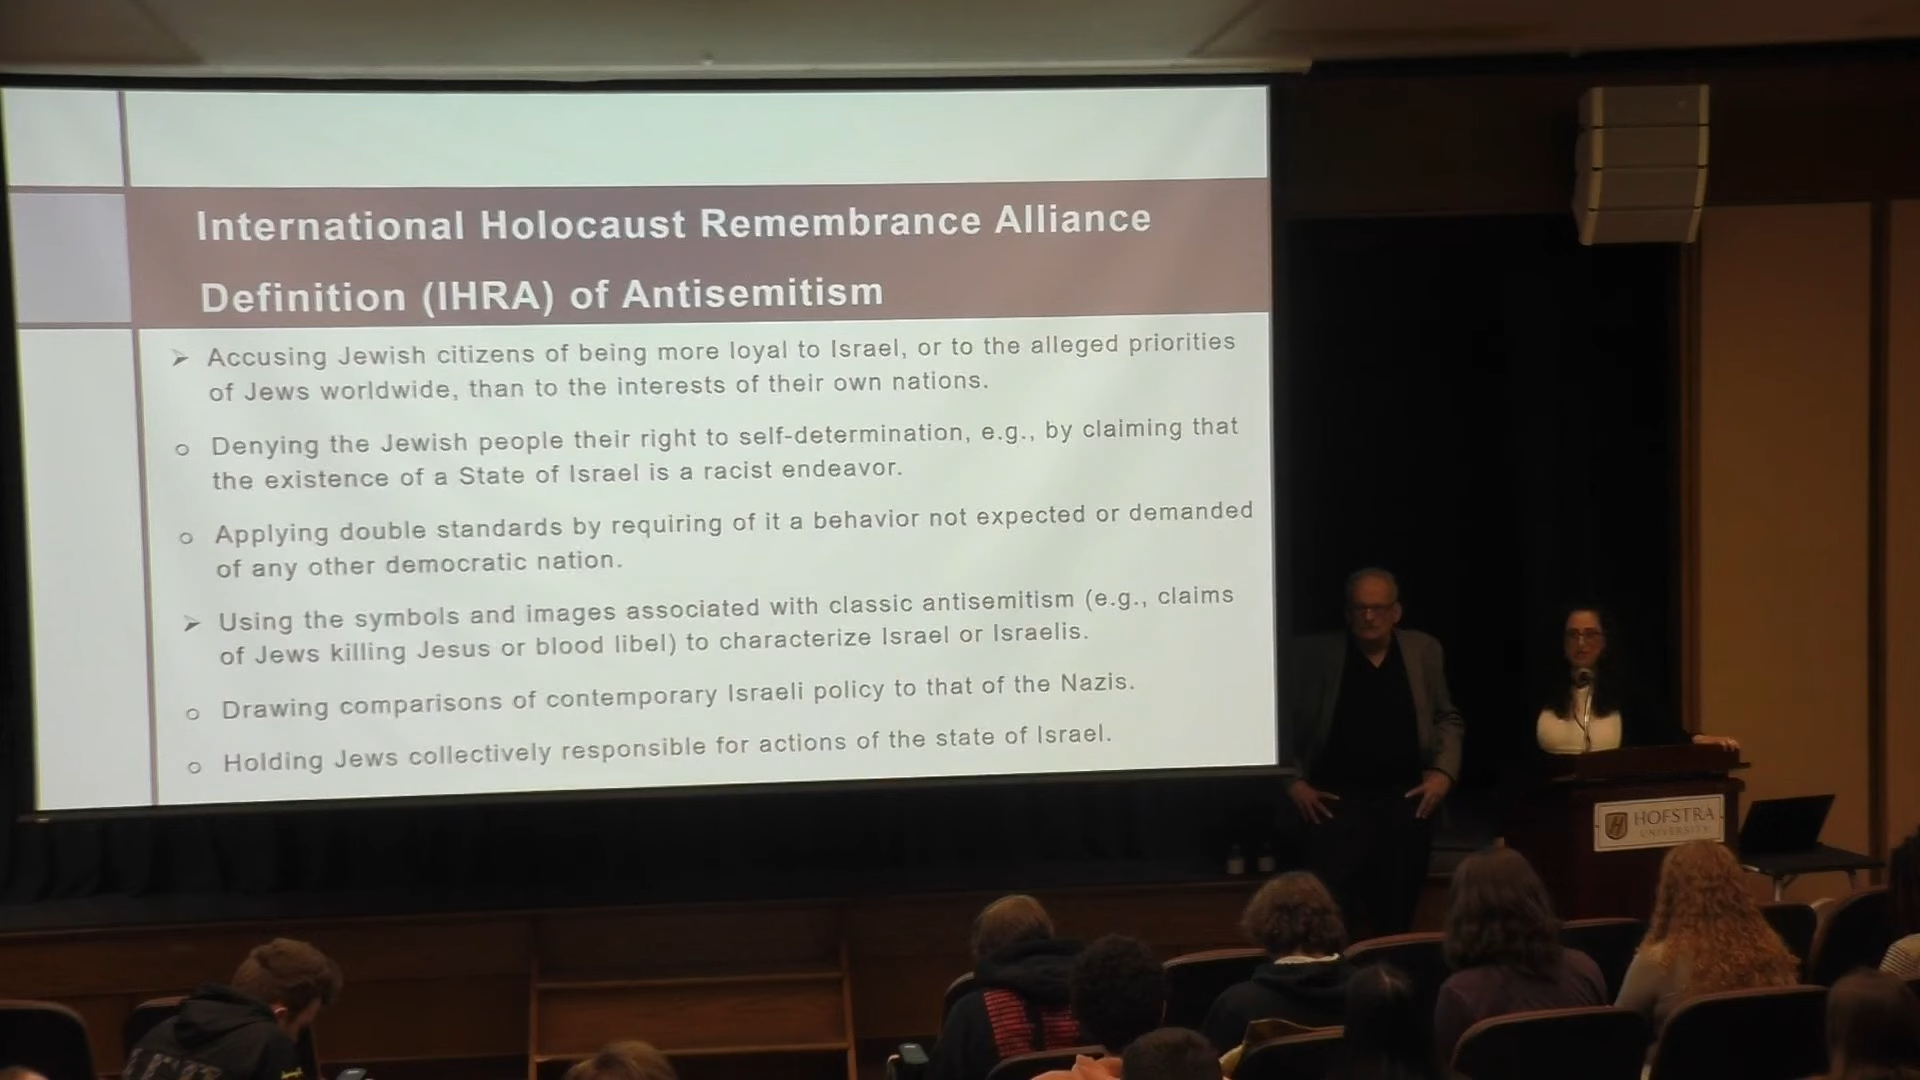 International Holocaust Remembrance Alliance
Definition (IHRA) of Antisemitism
➢ Accusing Jewish citizens of being more loyal to Israel, or to the alleged priorities
of Jews worldwide, than to the interests of their own nations.
o Denying the Jewish people their right to self-determination, e.g., by claiming that
the existence of a State of Israel is a racist endeavor.
o Applying double standards by requiring of it a behavior not expected or demanded
of any other democratic nation.
➢ Using the symbols and images associated with classic antisemitism (e.g., claims
of Jews killing Jesus or blood libel) to characterize Israel or Israelis.
o Drawing comparisons of contemporary Israeli policy to that of the Nazis.
o Holding Jews collectively responsible for actions of the state of Israel.
H HOFSTRA
UNIVERSITY